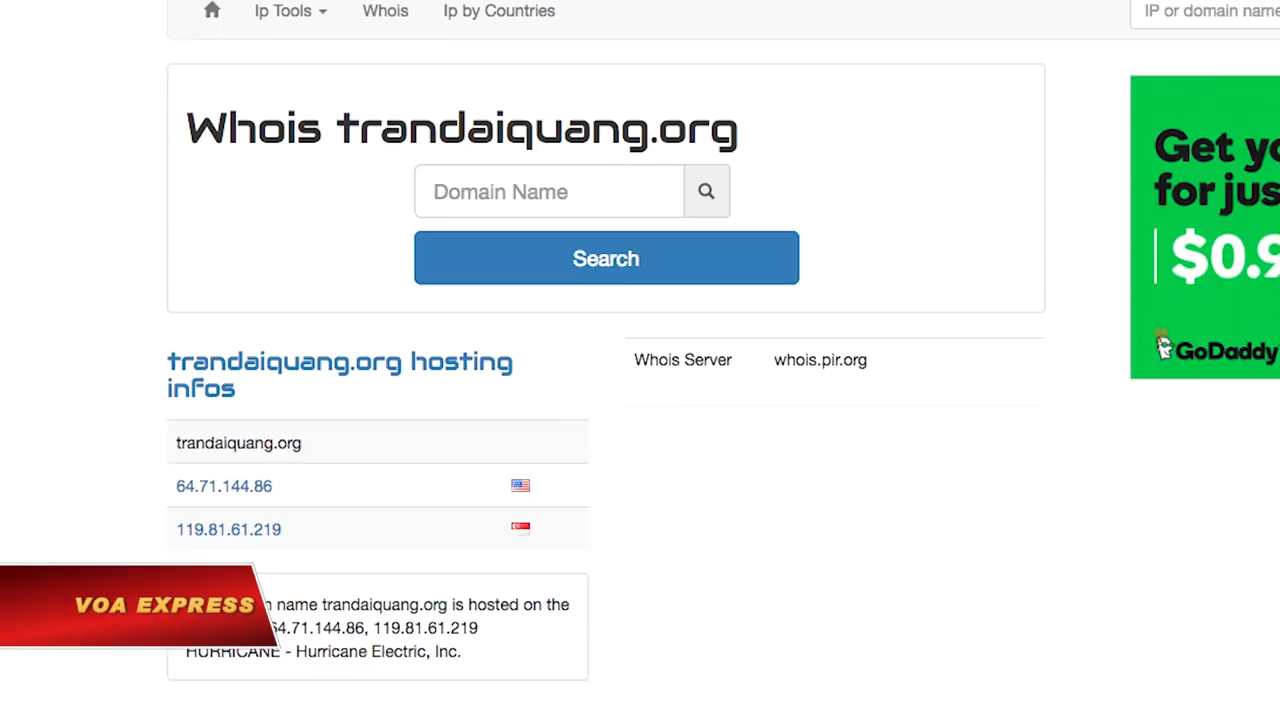 Ip Tools
Whois
Ip by Countries
IP or domain name
Whois trandaiquang.org
Domain Name
Search
Get
for just
$0.9
GoDaddy
trandaiquang.org hosting
infos
Whois Server whois.pir.org
trandaiquang.org
64.71.144.86
119.81.61.219
VOA EXPRESS
name trandaiquang.org is hosted on the
64.71.144.86, 119.81.61.219
HURRICANE - Hurricane Electric, Inc.